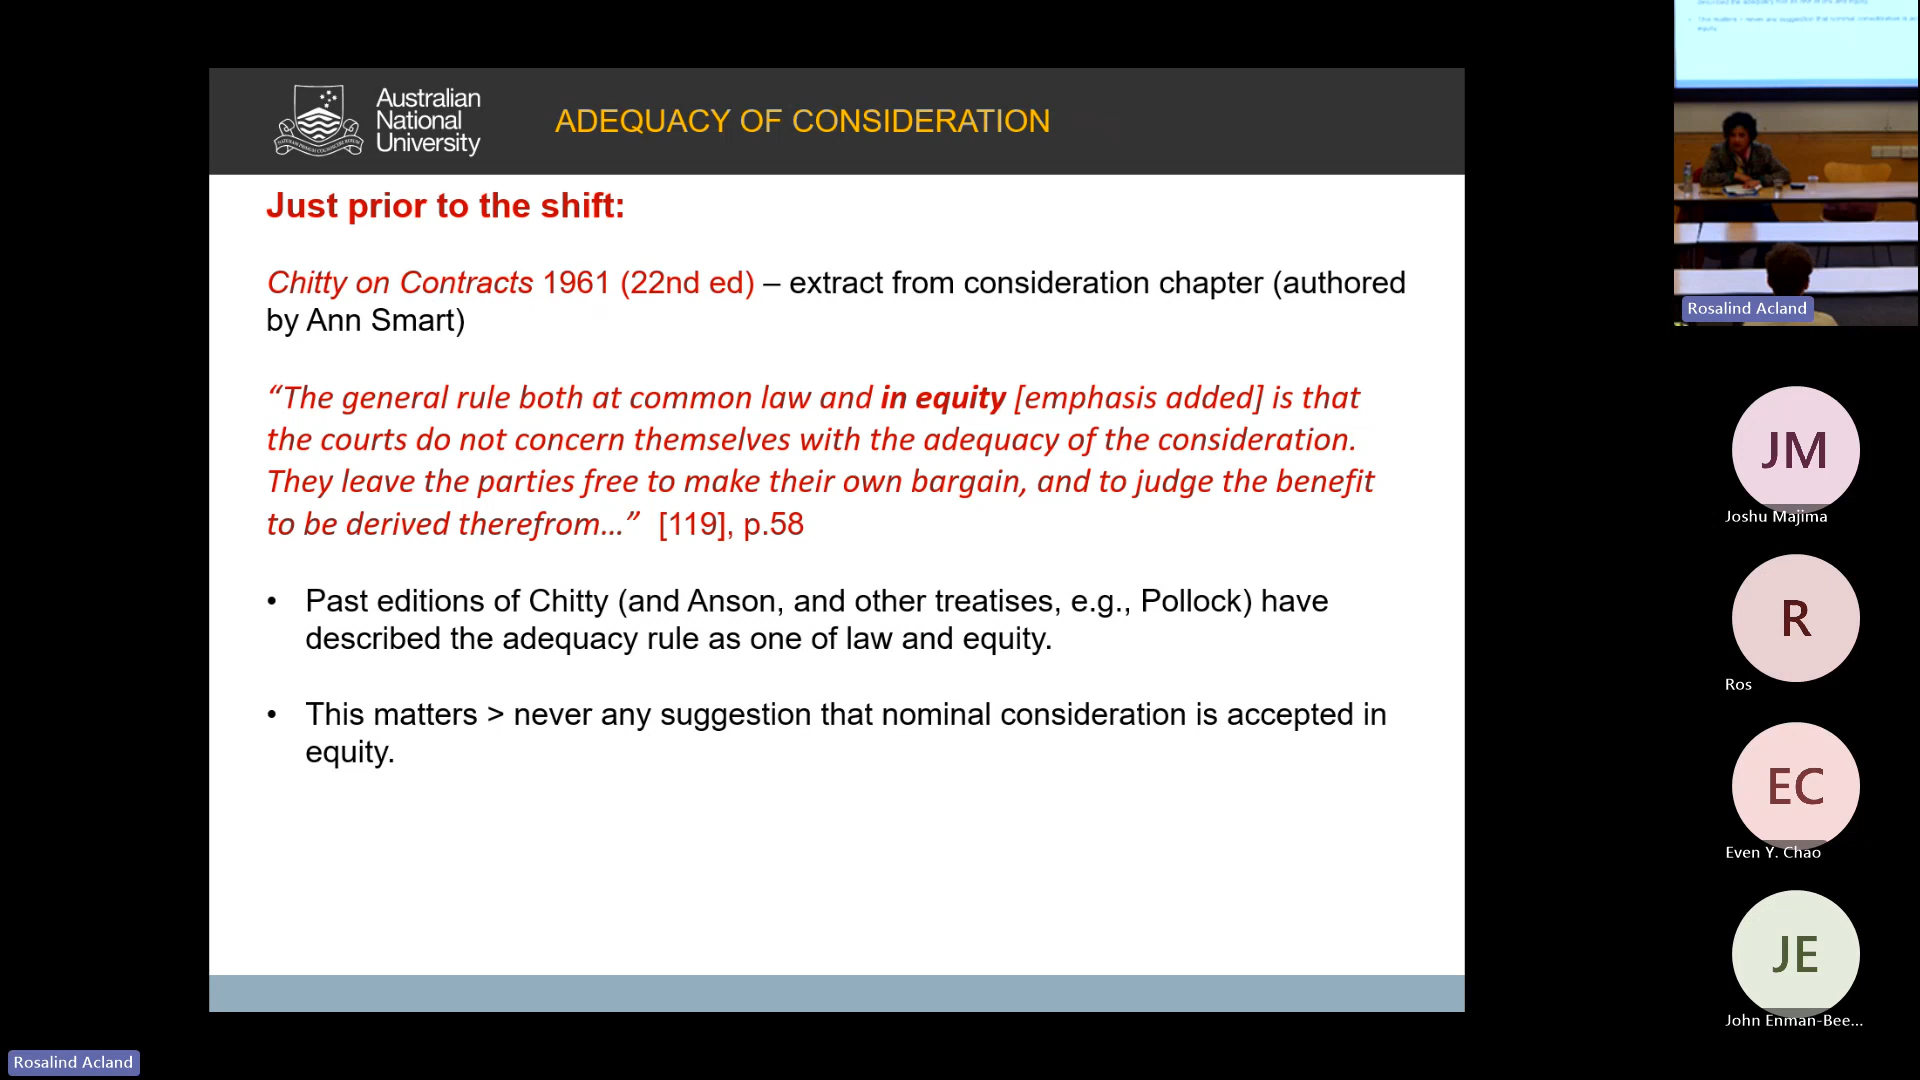 Australian
National
University
ADEQUACY OF CONSIDERATION
Just prior to the shift:
Chitty on Contracts 1961 (22nd ed) – extract from consideration chapter (authored
by Ann Smart)
“The general rule both at common law and in equity [emphasis added] is that
the courts do not concern themselves with the adequacy of the consideration.
They leave the parties free to make their own bargain, and to judge the benefit
to be derived therefrom...” [119], p.58
• Past editions of Chitty (and Anson, and other treatises, e.g., Pollock) have
described the adequacy rule as one of law and equity.
• This matters > never any suggestion that nominal consideration is accepted in
equity.
Rosalind Acland
JM
Joshu Majima
R
Ros
EC
Even Y. Chao
JE
John Enman-Bee...
Rosalind Acland